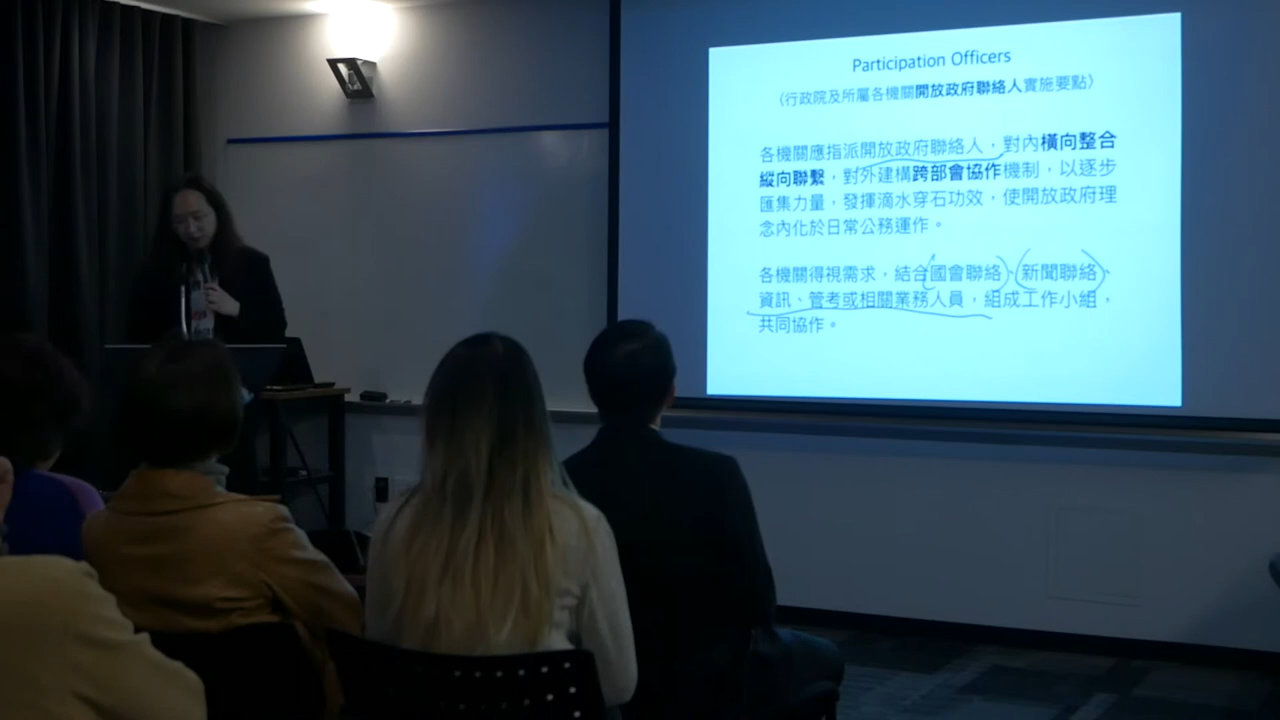 Participation Officers
〈行政院及所屬各機關開放政府聯絡人實施要點〉
各機關應指派開放政府聯絡人，對內橫向整合
縱向聯繫，對外建構跨部會協作機制，以逐步
匯集力量，發揮滴水穿石功效，使開放政府理
念內化於日常公務運作。
各機關得視需求，結合國會聯絡、新聞聯絡、
資訊、管考或相關業務人員，組成工作小組，
共同協作。